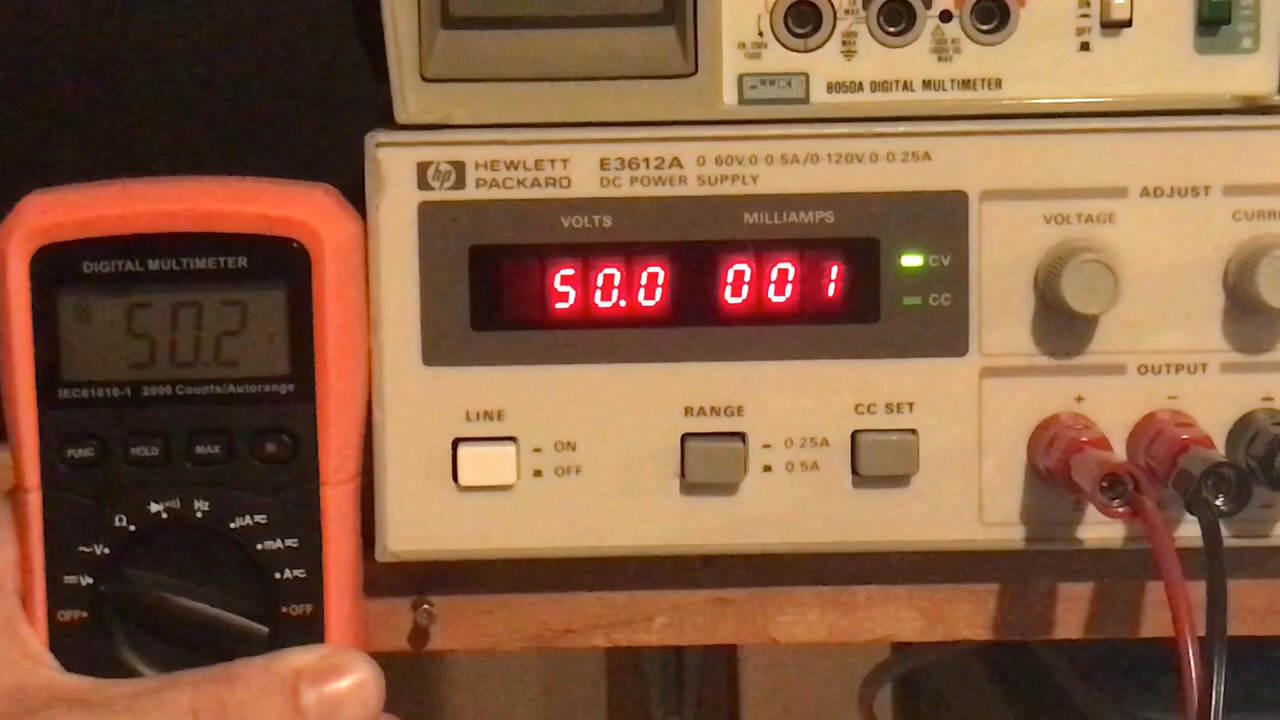 8050A DIGITAL MULTIMETER
hp HEWLETT PACKARD E3612A 0-60V,0-0.5A/0-120V,0-0.25A
DC POWER SUPPLY
ADJUST
VOLTS MILLIAMPS
VOLTAGE
50.0 001
CV
CC
OUTPUT
+ −
LINE
ON
OFF
RANGE
0.25A
0.5A
CC SET
DIGITAL MULTIMETER
50.2
IEC61010-1 2000 Counts/Autorange
FUNC HOLD MAX
Ω Hz µA
~V mA
V A
OFF OFF